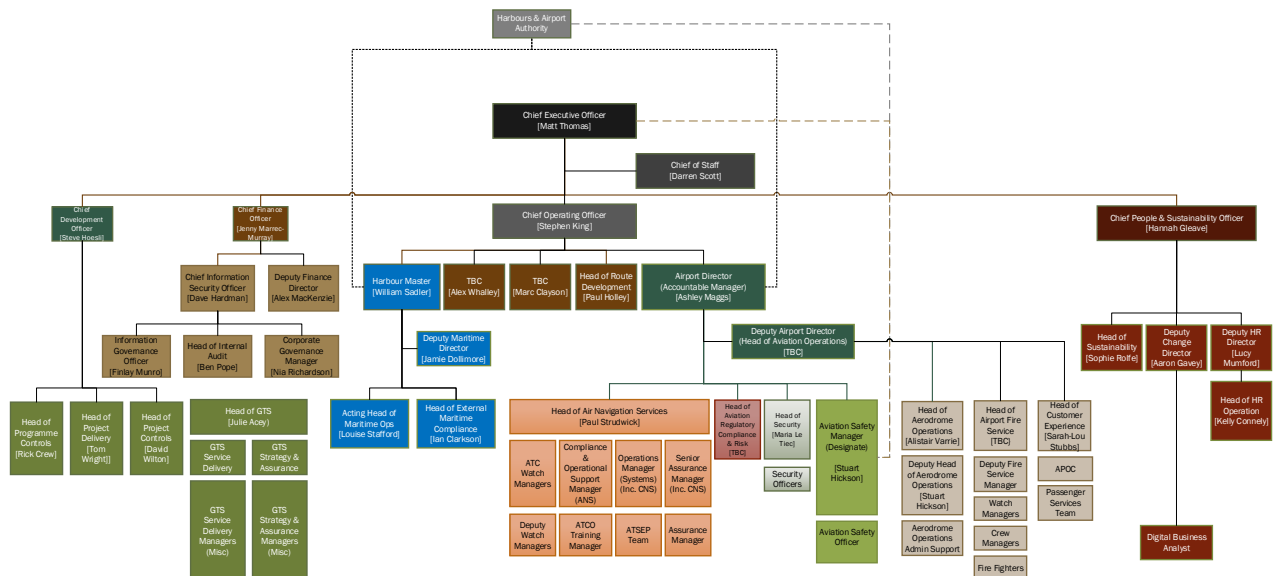 Harbours & Airport
Authority
Chief Executive Officer
[Matt Thomas]
Chief of Staff
[Darren Scott]
Chief
Development
Officer
[Steve Hoesli]
Chief Finance
Officer
[Jenny Marrec-
Murray]
Chief Operating Officer
[Stephen King]
Chief People & Sustainability Officer
[Hannah Gleave]
Chief Information
Security Officer
[Dave Hardman]
Deputy Finance
Director
[Alex MacKenzie]
Harbour Master
[William Sadler]
TBC
[Alex Whalley]
TBC
[Marc Clayson]
Head of Route
Development
[Paul Holley]
Airport Director
(Accountable Manager)
[Ashley Maggs]
Information
Governance
Officer
[Finlay Munro]
Head of Internal
Audit
[Ben Pope]
Corporate
Governance
Manager
[Nia Richardson]
Deputy Maritime
Director
[Jamie Dollimore]
Deputy Airport Director
(Head of Aviation Operations)
[TBC]
Head of
Sustainability
[Sophie Rolfe]
Deputy
Change
Director
[Aaron Gavey]
Deputy HR
Director
[Lucy
Mumford]
Head of HR
Operation
[Kelly Connely]
Head of
Programme
Controls
[Rick Crew]
Head of
Project
Delivery
[Tom
Wright]]
Head of
Project
Controls
[David
Wilton]
Head of GTS
[Julie Acey]
GTS
Service
Delivery
GTS
Strategy &
Assurance
GTS
Service
Delivery
Managers
(Misc)
GTS
Strategy &
Assurance
Managers
(Misc)
Acting Head of
Maritime Ops
[Louise Stafford]
Head of External
Maritime
Compliance
[Ian Clarkson]
Head of Air Navigation Services
[Paul Strudwick]
ATC
Watch
Managers
Compliance
&
Operational
Support
Manager
(ANS)
Operations
Manager
(Systems)
(Inc. CNS)
Senior
Assurance
Manager
(Inc. CNS)
Deputy
Watch
Managers
ATCO
Training
Manager
ATSEP
Team
Assurance
Manager
Head of
Aviation
Regulatory
Compliance
& Risk
[TBC]
Head of
Security
[Maria Le
Tiec]
Security
Officers
Aviation Safety
Manager
(Designate)
[Stuart
Hickson]
Aviation Safety
Officer
Head of
Aerodrome
Operations
[Alistair Varrie]
Deputy Head
of Aerodrome
Operations
[Stuart
Hickson]
Aerodrome
Operations
Admin Support
Head of
Airport Fire
Service
[TBC]
Deputy Fire
Service
Manager
Watch
Managers
Crew
Managers
Fire Fighters
Head of
Customer
Experience
[Sarah-Lou
Stubbs]
APOC
Passenger
Services
Team
Digital Business
Analyst